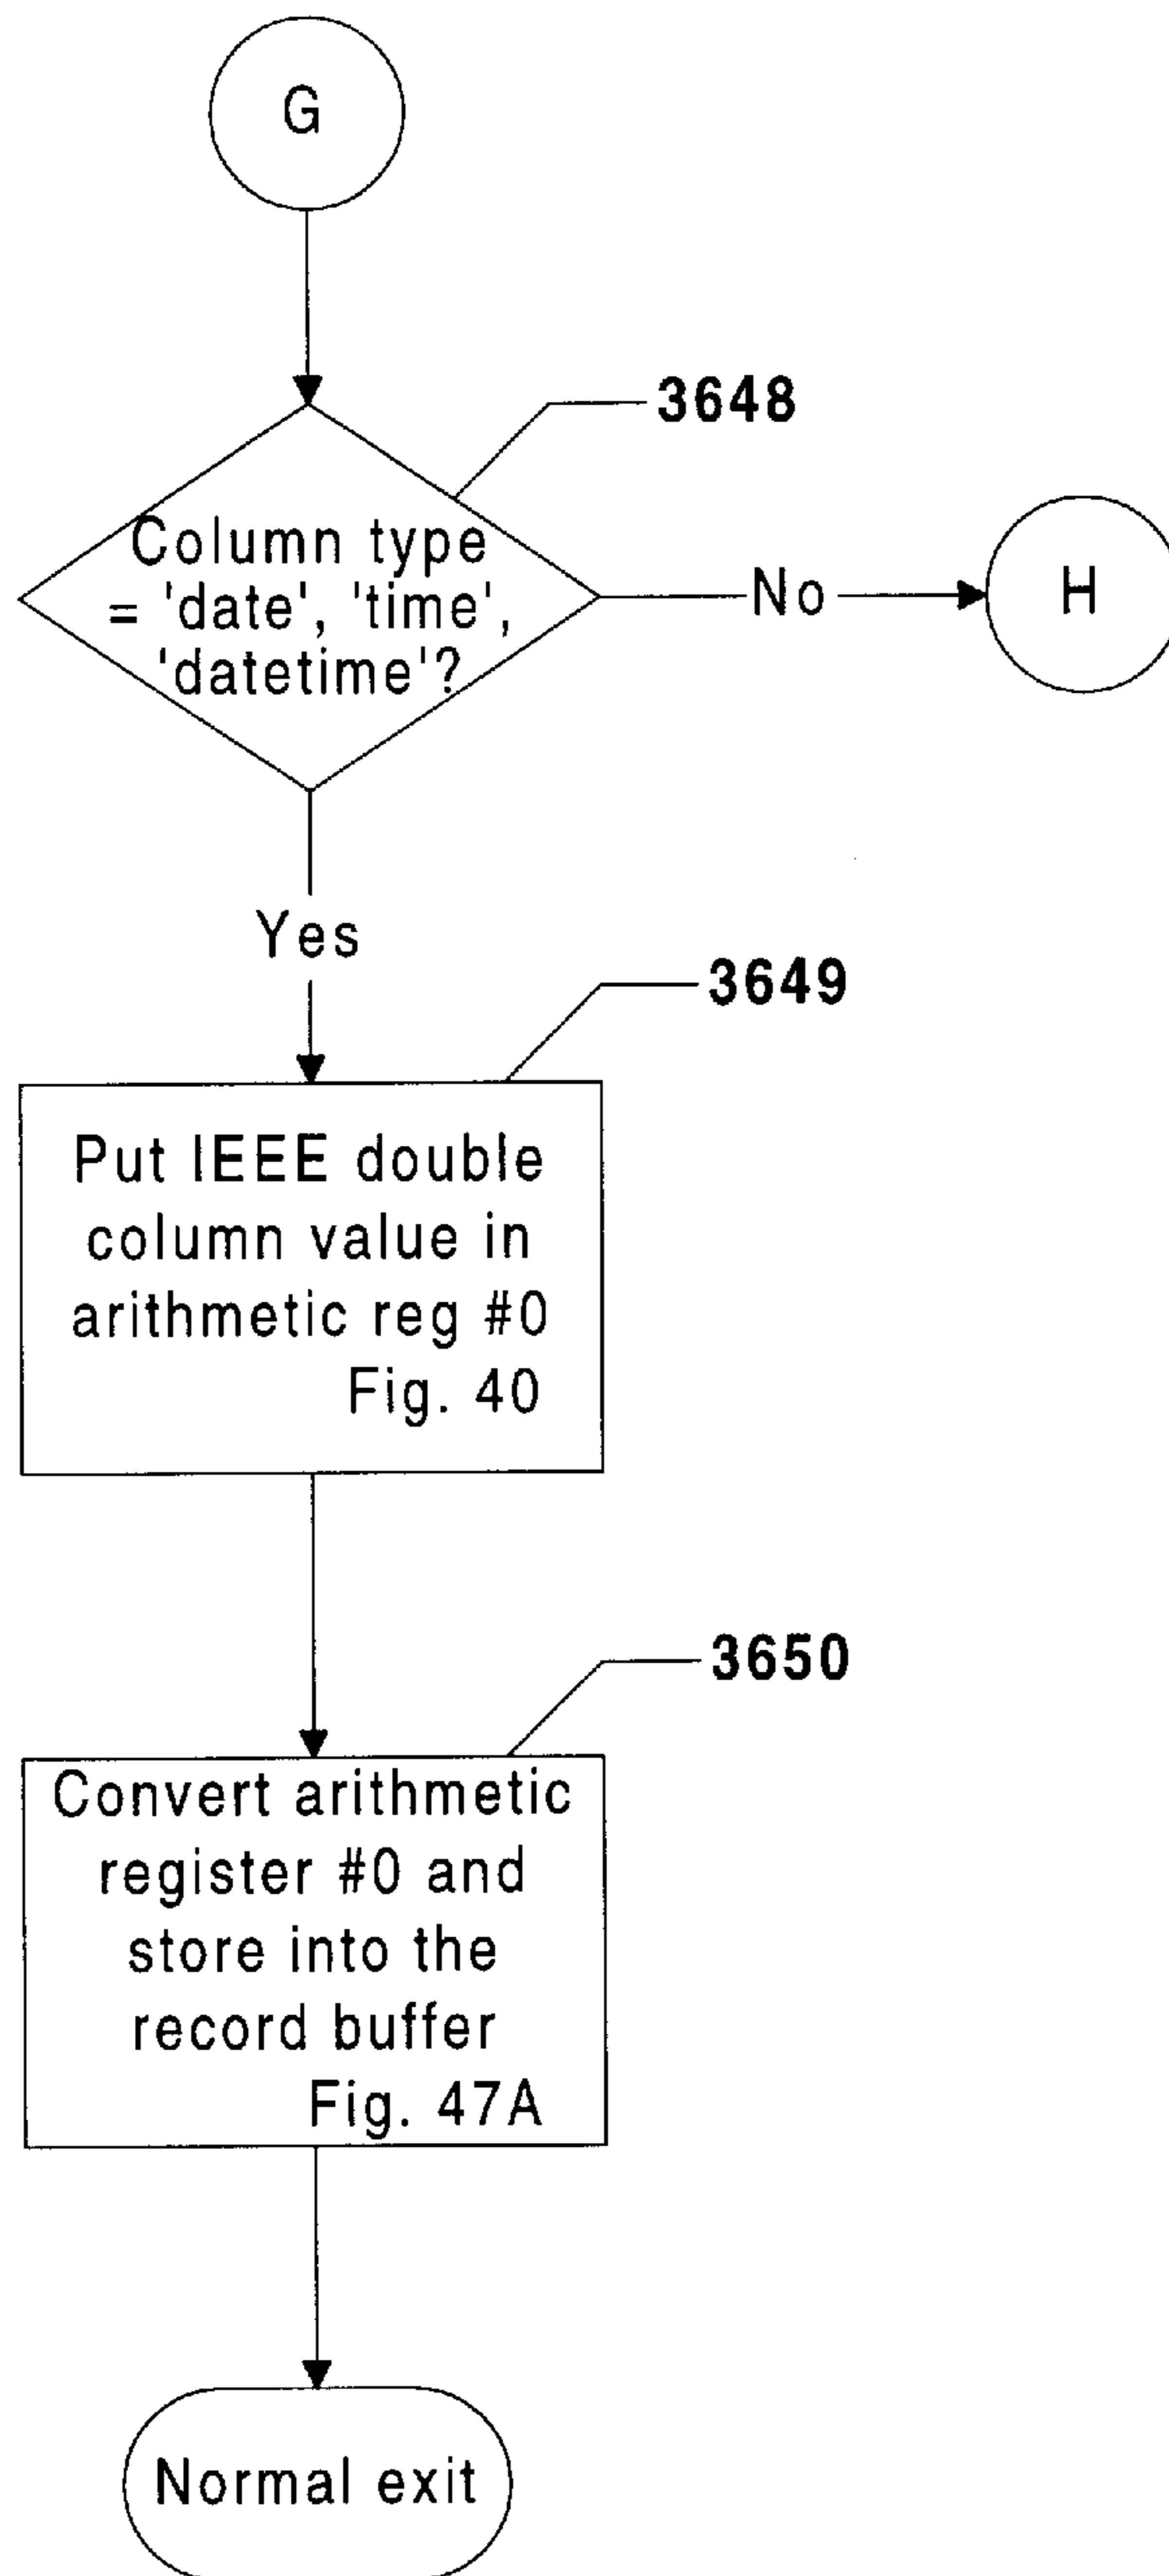 G
3648
Column type
= 'date', 'time',
'datetime'?
No
H
Yes
3649
Put IEEE double
column value in
arithmetic reg #0
Fig. 40
3650
Convert arithmetic
register #0 and
store into the
record buffer
Fig. 47A
Normal exit